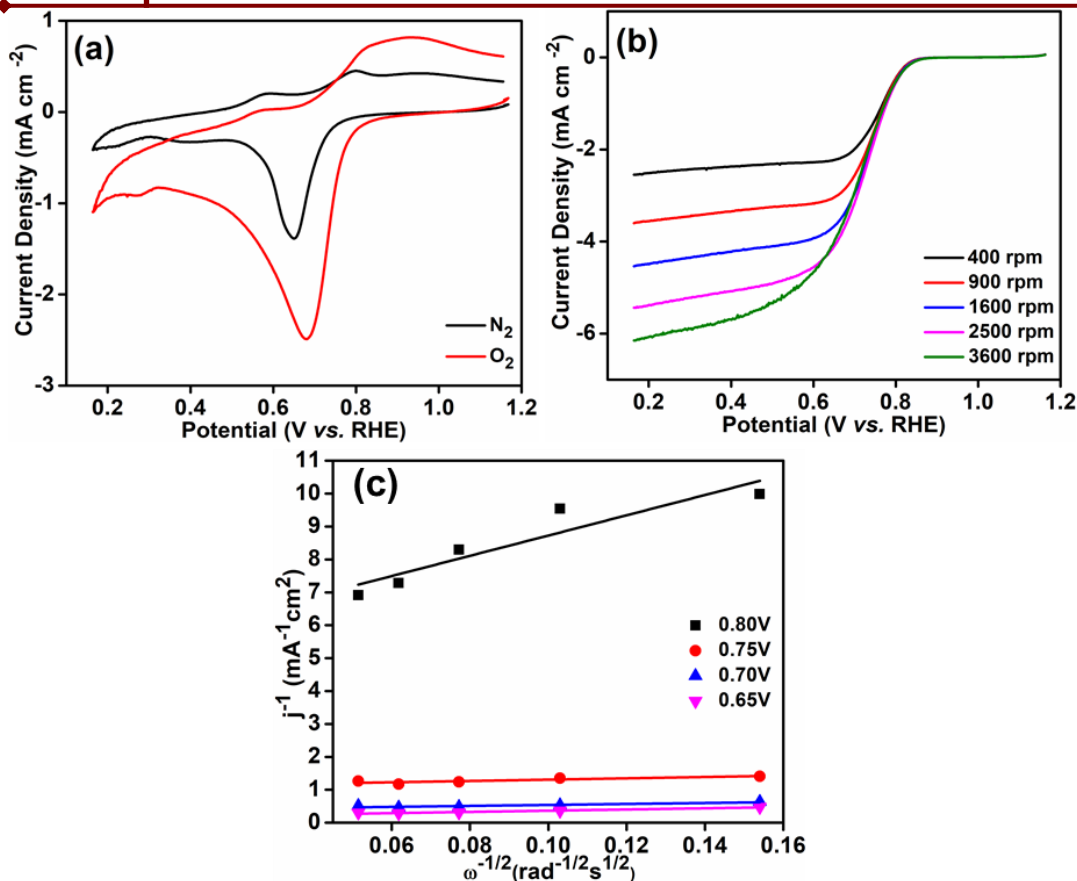 (a)
Current Density (mA cm⁻²)
1
0
-1
-2
-3
N₂
O₂
0.2 0.4 0.6 0.8 1.0 1.2
Potential (V vs. RHE)
(b)
Current Density (mA cm⁻²)
0
-2
-4
-6
400 rpm
900 rpm
1600 rpm
2500 rpm
3600 rpm
0.2 0.4 0.6 0.8 1.0 1.2
Potential (V vs. RHE)
(c)
j⁻¹ (mA⁻¹cm²)
11
10
9
8
7
6
5
4
3
2
1
0
0.80V
0.75V
0.70V
0.65V
0.06 0.08 0.10 0.12 0.14 0.16
ω⁻¹/²(rad⁻¹/²s¹/²)